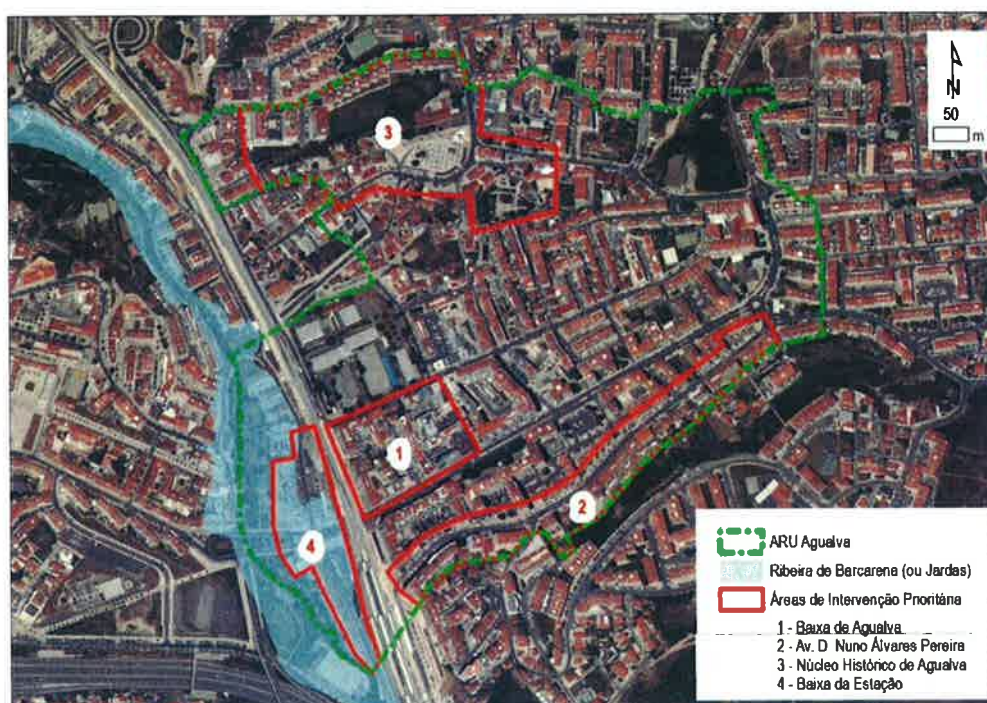 N
50
m
3
1
2
4
ARU Agualva
Ribeira de Barcarena (ou Jardas)
Áreas de Intervenção Prioritária
1 - Baixa de Agualva
2 - Av. D Nuno Álvares Pereira
3 - Núcleo Histórico de Agualva
4 - Baixa da Estação